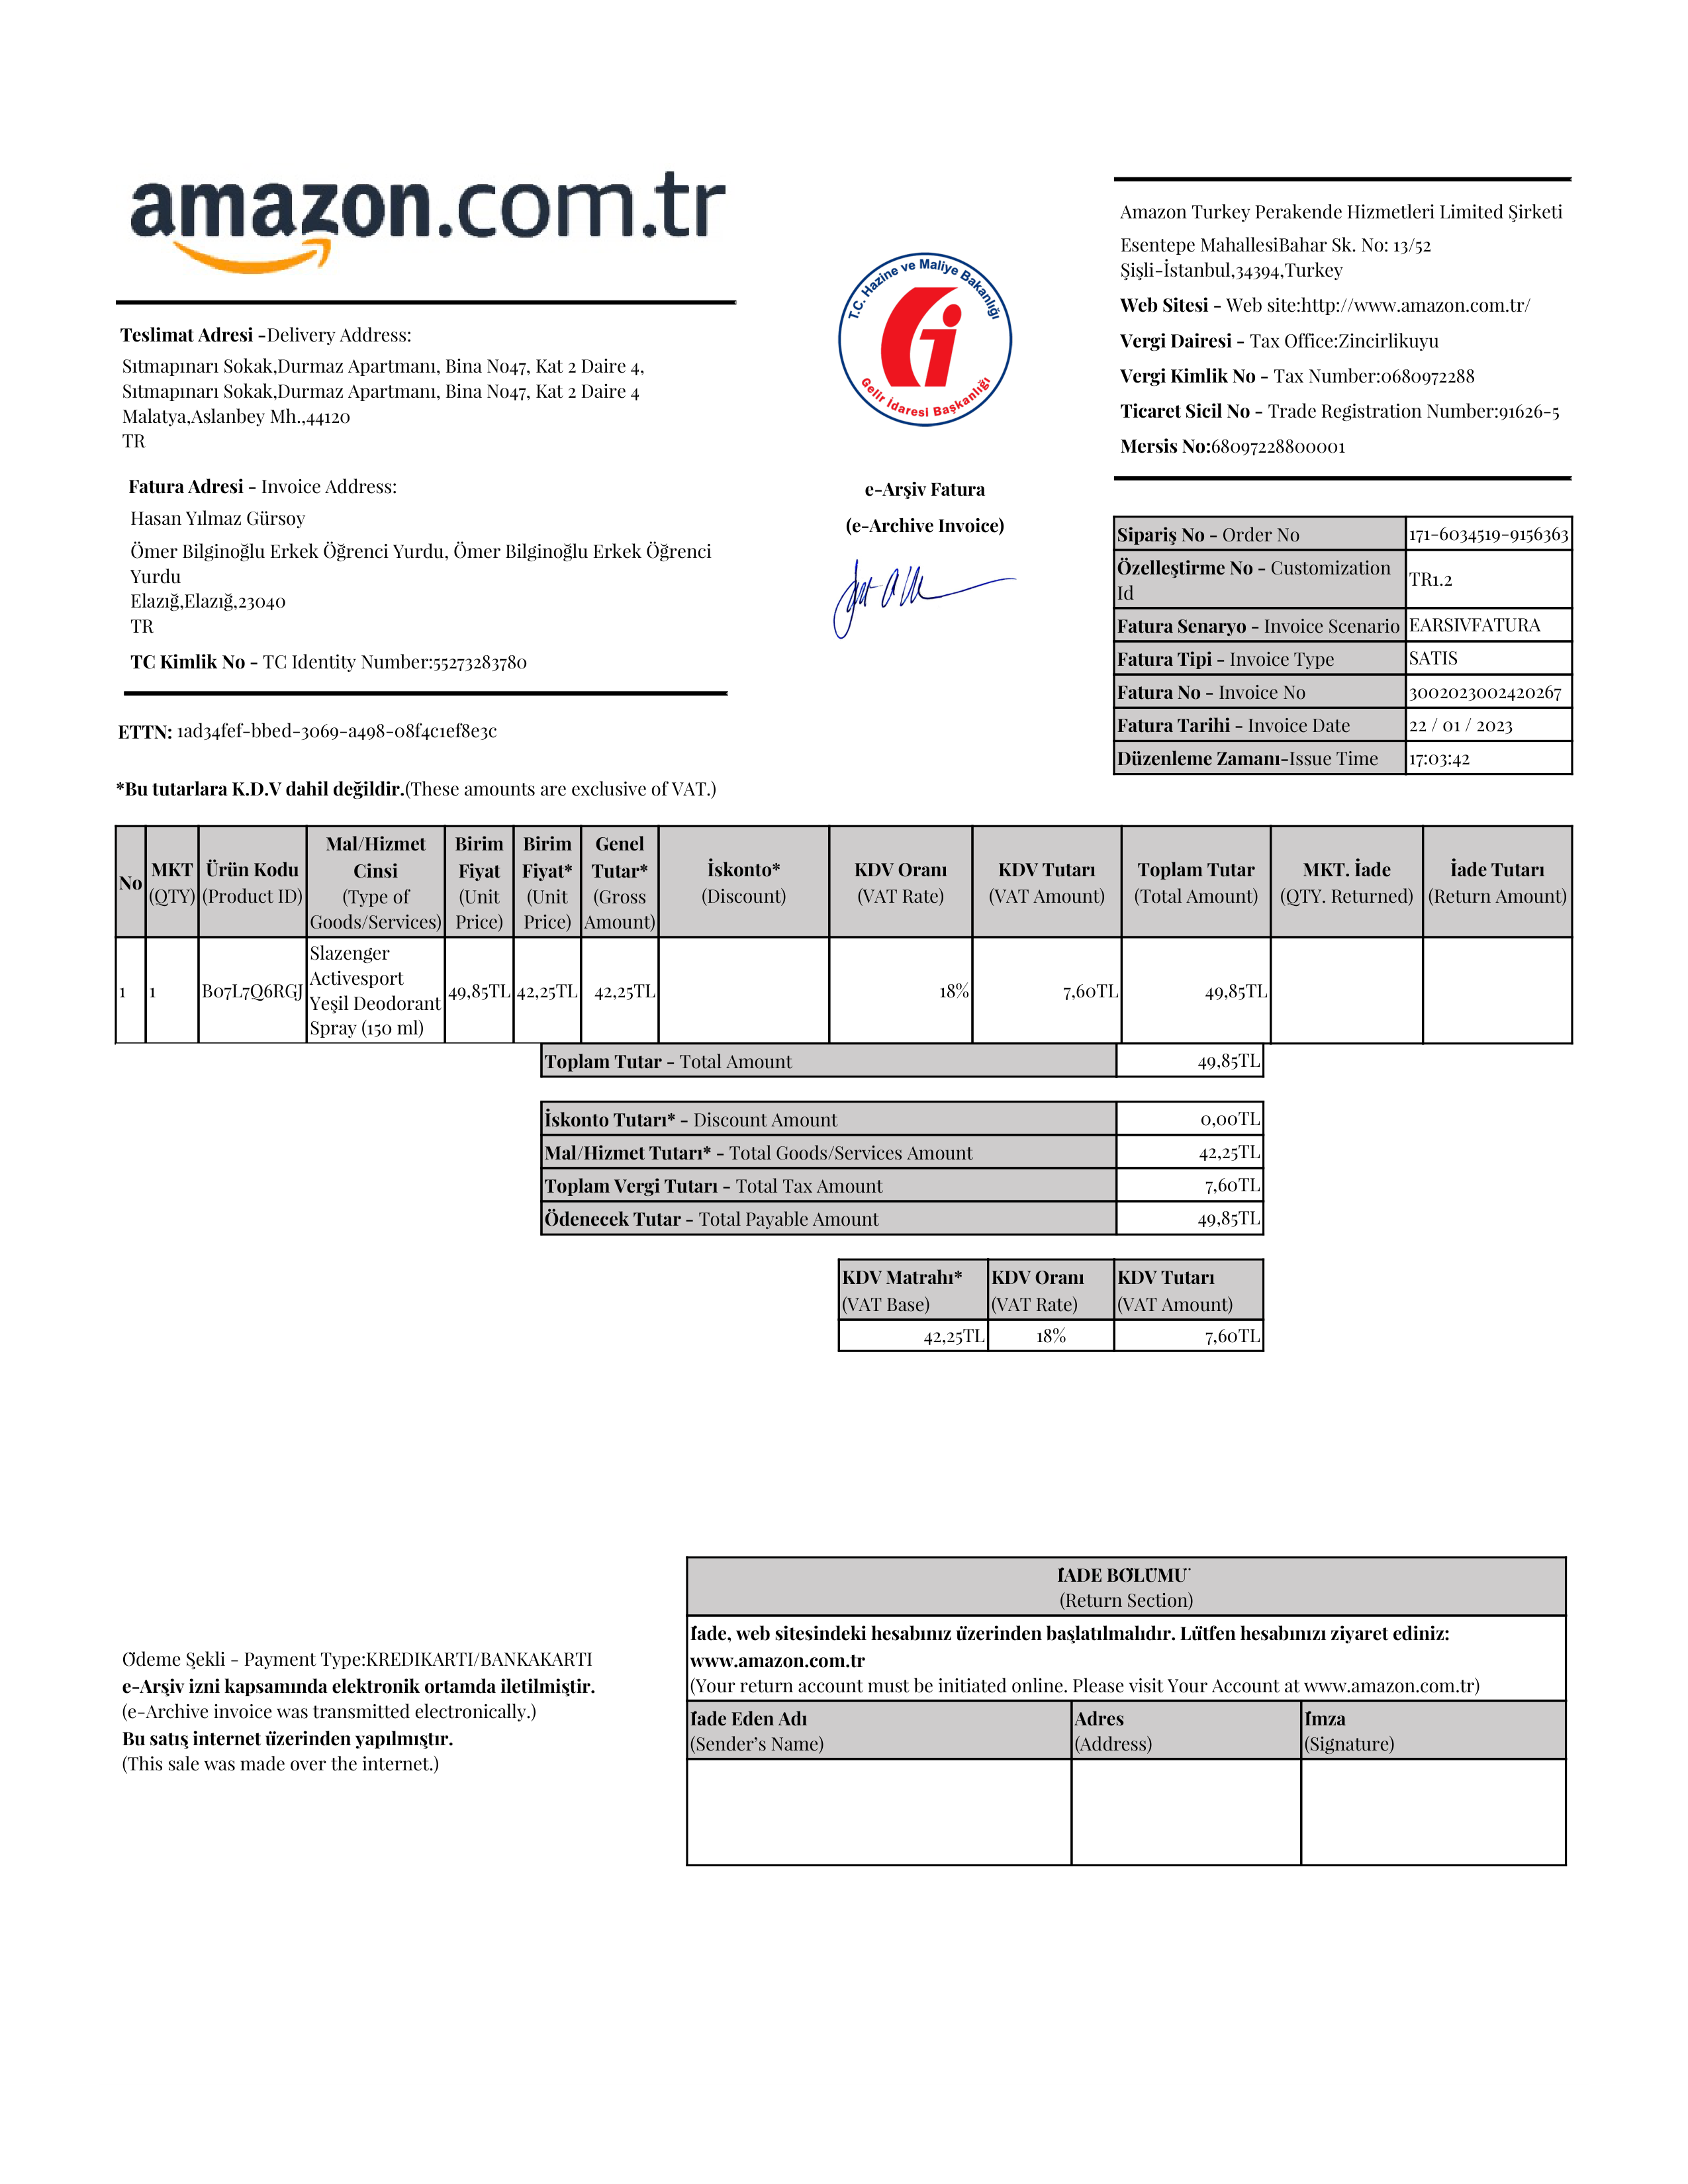 amazon.com.tr
Teslimat Adresi -Delivery Address:
Sıtmapınarı Sokak,Durmaz Apartmanı, Bina No47, Kat 2 Daire 4,
Sıtmapınarı Sokak,Durmaz Apartmanı, Bina No47, Kat 2 Daire 4
Malatya,Aslanbey Mh.,44120
TR
Fatura Adresi - Invoice Address:
Hasan Yılmaz Gürsoy
Ömer Bilginoğlu Erkek Öğrenci Yurdu, Ömer Bilginoğlu Erkek Öğrenci
Yurdu
Elazığ,Elazığ,23040
TR
TC Kimlik No - TC Identity Number:55273283780
ETTN: 1ad34fef-bbed-3069-a498-08f4c1ef8e3c
T.C. Hazine ve Maliye Bakanlığı
Gelir İdaresi Başkanlığı
e-Arşiv Fatura
(e-Archive Invoice)
Amazon Turkey Perakende Hizmetleri Limited Şirketi
Esentepe MahallesiBahar Sk. No: 13/52
Şişli-İstanbul,34394,Turkey
Web Sitesi - Web site:http://www.amazon.com.tr/
Vergi Dairesi - Tax Office:Zincirlikuyu
Vergi Kimlik No - Tax Number:0680972288
Ticaret Sicil No - Trade Registration Number:91626-5
Mersis No:68097228800001
Sipariş No - Order No 171-6034519-9156363
Özelleştirme No - Customization
Id TR1.2
Fatura Senaryo - Invoice Scenario EARSIVFATURA
Fatura Tipi - Invoice Type SATIS
Fatura No - Invoice No 3002023002420267
Fatura Tarihi - Invoice Date 22 / 01 / 2023
Düzenleme Zamanı-Issue Time 17:03:42
*Bu tutarlara K.D.V dahil değildir.(These amounts are exclusive of VAT.)
No
MKT
(QTY)
Ürün Kodu
(Product ID)
Mal/Hizmet
Cinsi
(Type of
Goods/Services)
Birim
Fiyat
(Unit
Price)
Birim
Fiyat*
(Unit
Price)
Genel
Tutar*
(Gross
Amount)
İskonto*
(Discount)
KDV Oranı
(VAT Rate)
KDV Tutarı
(VAT Amount)
Toplam Tutar
(Total Amount)
MKT. İade
(QTY. Returned)
İade Tutarı
(Return Amount)
1
1
B07L7Q6RGJ
Slazenger
Activesport
Yeşil Deodorant
Spray (150 ml)
49,85TL
42,25TL
42,25TL
18%
7,60TL
49,85TL
Toplam Tutar - Total Amount 49,85TL
İskonto Tutarı* - Discount Amount 0,00TL
Mal/Hizmet Tutarı* - Total Goods/Services Amount 42,25TL
Toplam Vergi Tutarı - Total Tax Amount 7,60TL
Ödenecek Tutar - Total Payable Amount 49,85TL
KDV Matrahı* KDV Oranı KDV Tutarı
(VAT Base) (VAT Rate) (VAT Amount)
42,25TL 18% 7,60TL
Ödeme Şekli - Payment Type:KREDIKARTI/BANKAKARTI
e-Arşiv izni kapsamında elektronik ortamda iletilmiştir.
(e-Archive invoice was transmitted electronically.)
Bu satış internet üzerinden yapılmıştır.
(This sale was made over the internet.)
İADE BÖLÜMÜ
(Return Section)
İade, web sitesindeki hesabınız üzerinden başlatılmalıdır. Lütfen hesabınızı ziyaret ediniz:
www.amazon.com.tr
(Your return account must be initiated online. Please visit Your Account at www.amazon.com.tr)
İade Eden Adı Adres İmza
(Sender’s Name) (Address) (Signature)